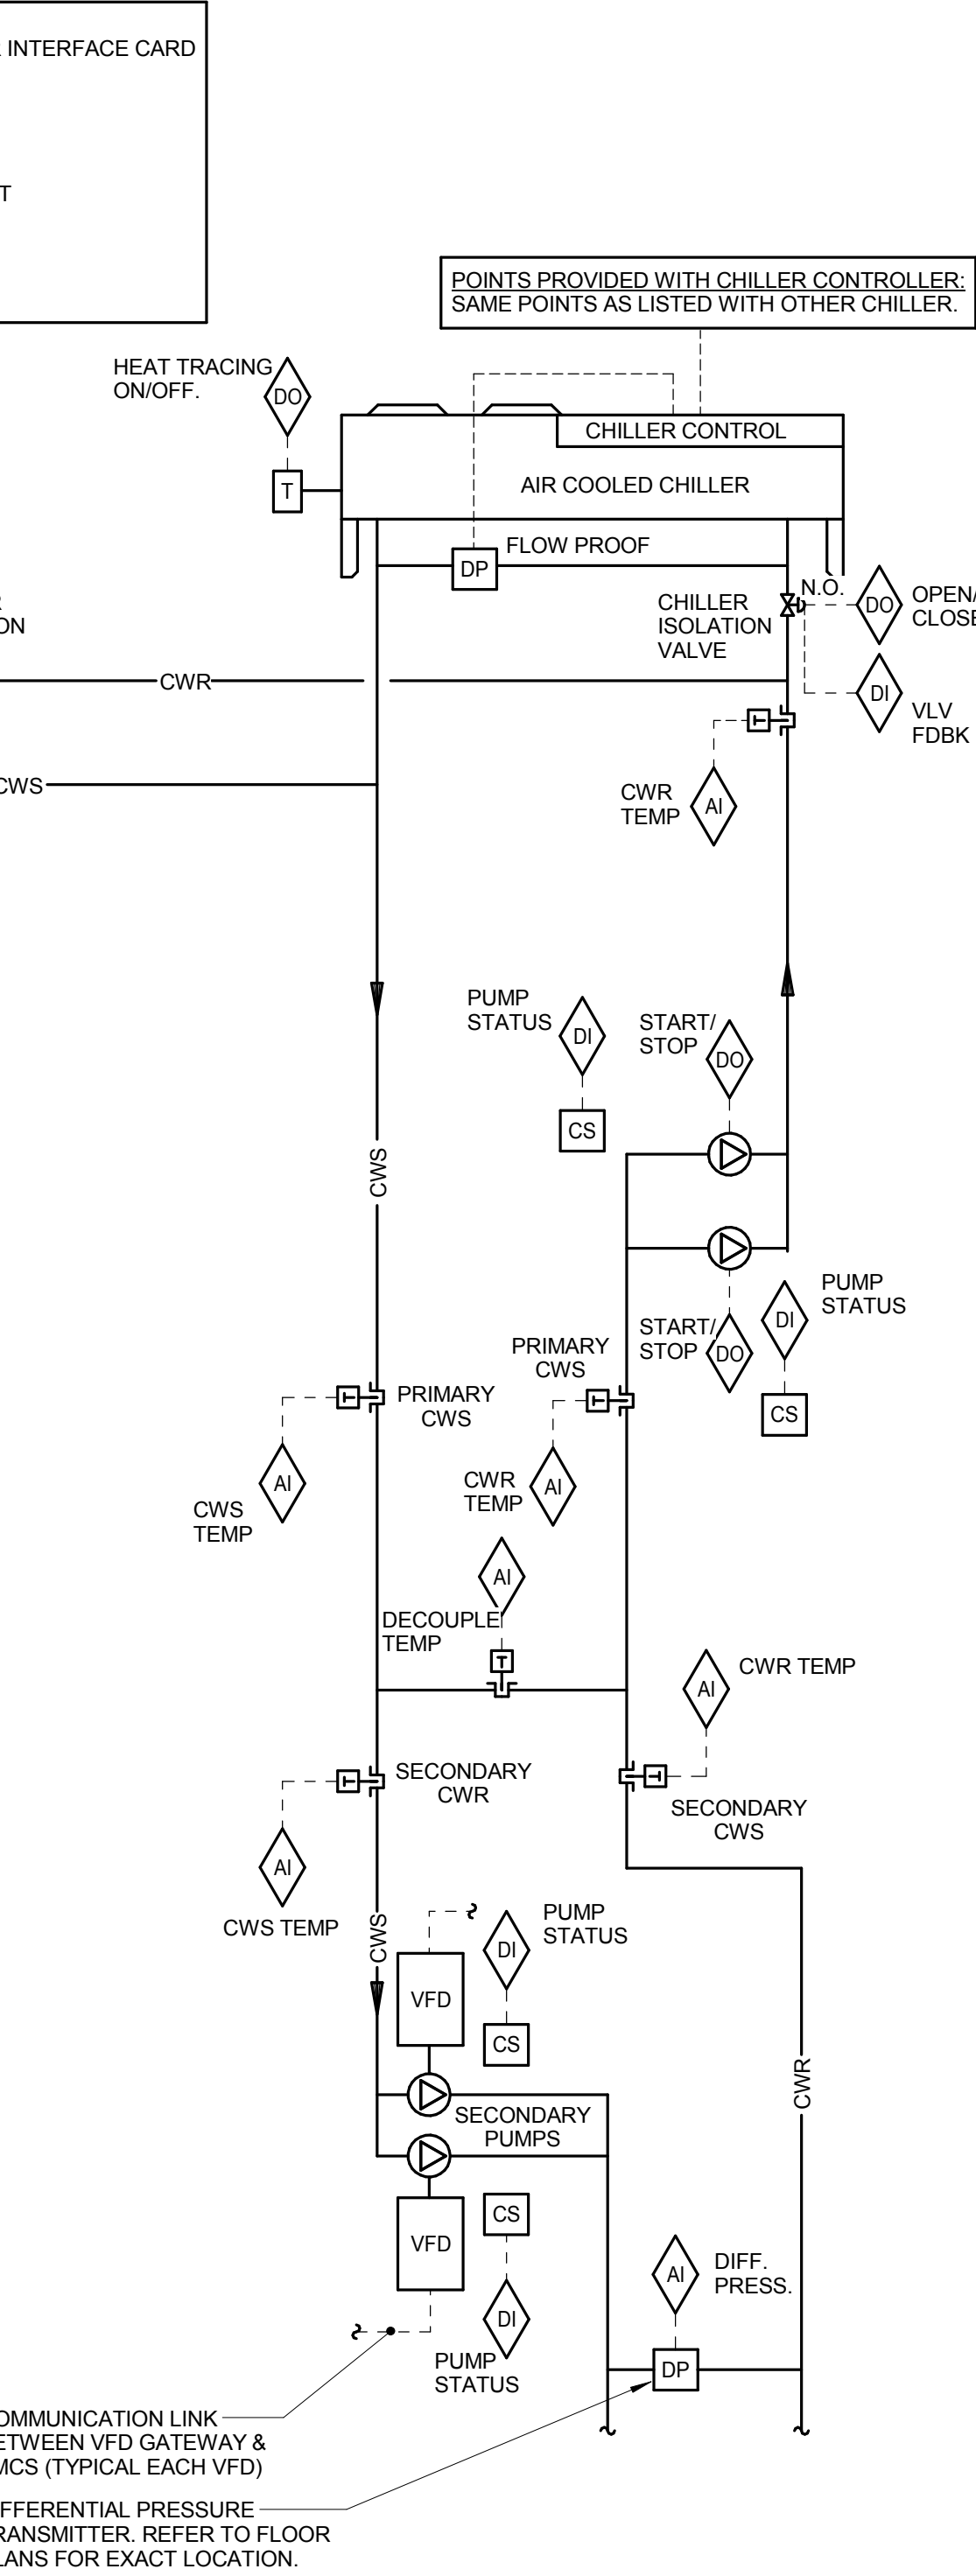 INTERFACE CARD
T
POINTS PROVIDED WITH CHILLER CONTROLLER:
SAME POINTS AS LISTED WITH OTHER CHILLER.
HEAT TRACING
ON/OFF.
DO
CHILLER CONTROL
T
AIR COOLED CHILLER
FLOW PROOF
DP
N.O.
CHILLER
ISOLATION
VALVE
DO
OPEN/
CLOSE
ON
CWR
DI
VLV
FDBK
T
CWS
CWR
TEMP
AI
PUMP
STATUS
DI
START/
STOP
DO
CS
CWS
PUMP
STATUS
DI
START/
STOP
DO
CS
PRIMARY
CWS
T
PRIMARY
CWS
T
AI
CWS
TEMP
CWR
TEMP
AI
AI
DECOUPLE
TEMP
T
AI
CWR TEMP
T
SECONDARY
CWR
T
SECONDARY
CWS
AI
CWS TEMP
CWS
VFD
DI
PUMP
STATUS
CS
CWR
SECONDARY
PUMPS
VFD
CS
DI
PUMP
STATUS
AI
DIFF.
PRESS.
DP
OMMUNICATION LINK
ETWEEN VFD GATEWAY &
MCS (TYPICAL EACH VFD)
FFERENTIAL PRESSURE
RANSMITTER. REFER TO FLOOR
LANS FOR EXACT LOCATION.